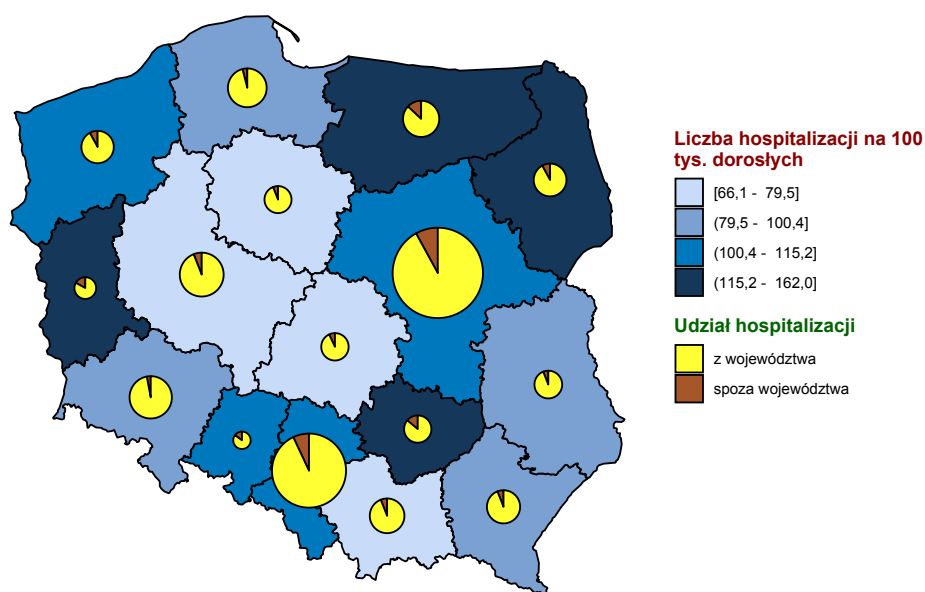 Liczba hospitalizacji na 100
tys. dorosłych
[66,1 - 79,5]
(79,5 - 100,4]
(100,4 - 115,2]
(115,2 - 162,0]
Udział hospitalizacji
z województwa
spoza województwa